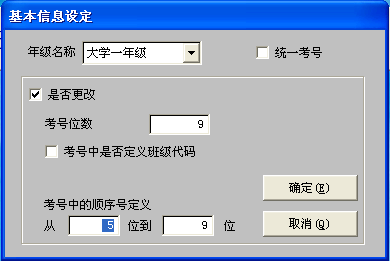 基本信息设定
年级名称 大学一年级 统一考号
是否更改
考号位数 9
考号中是否定义班级代码
确定(E)
考号中的顺序号定义
从 5 位到 9 位 取消(Q)